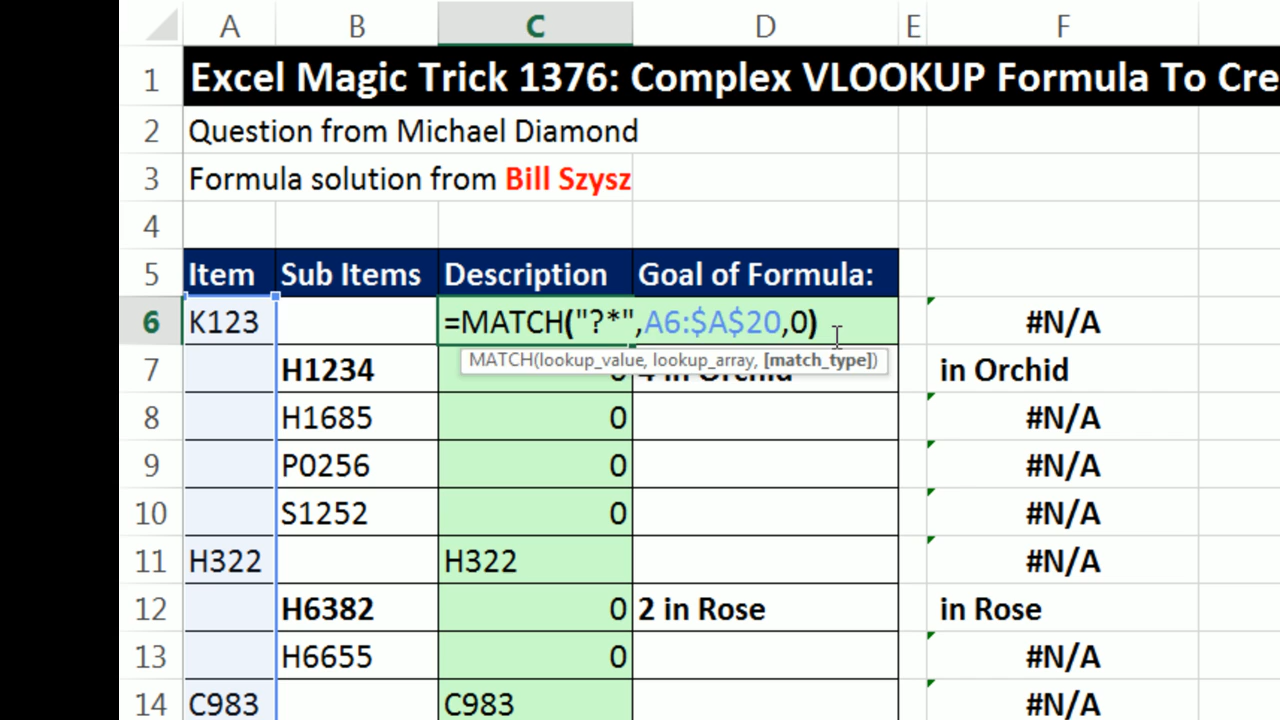 A B C D E F
1 Excel Magic Trick 1376: Complex VLOOKUP Formula To Cre
2 Question from Michael Diamond
3 Formula solution from Bill Szysz
4
5 Item Sub Items Description Goal of Formula:
6 K123 =MATCH("?*",A6:$A$20,0) #N/A
MATCH(lookup_value, lookup_array, [match_type])
7 H1234 0 4 in Orchid in Orchid
8 H1685 0 #N/A
9 P0256 0 #N/A
10 S1252 0 #N/A
11 H322 H322 #N/A
12 H6382 0 2 in Rose in Rose
13 H6655 0 #N/A
14 C983 C983 #N/A